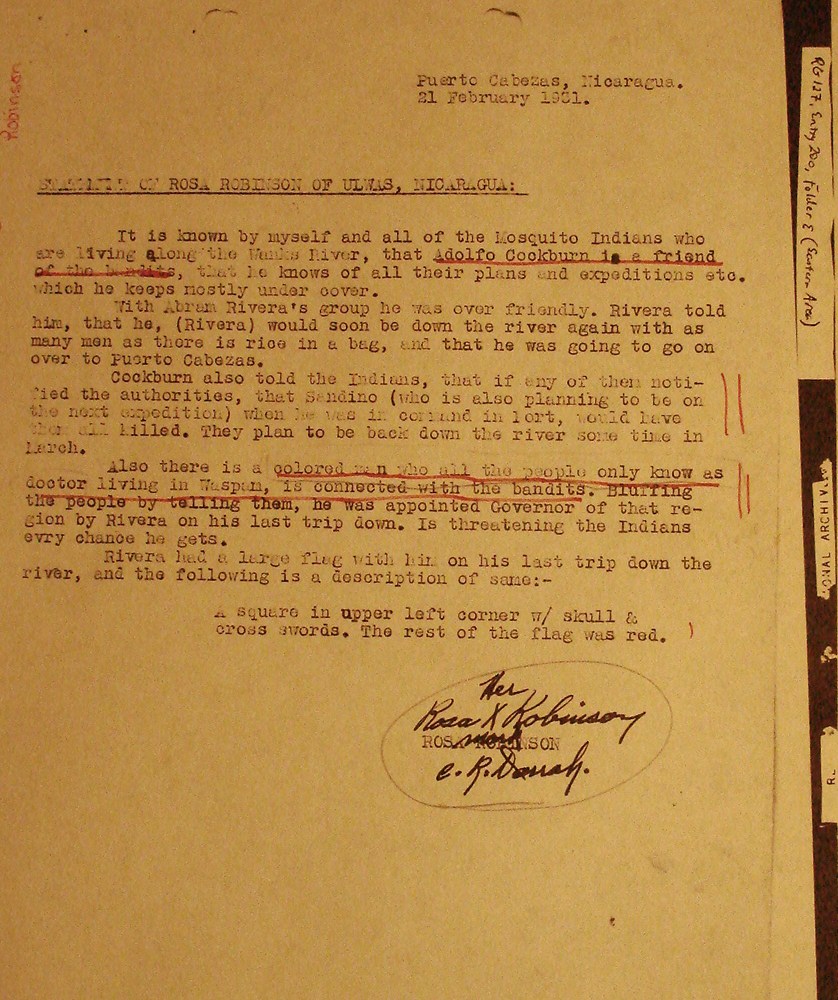 Robinson
RG127, Entry 200, Folder 8 (Eastern Area)
Puerto Cabezas, Nicaragua.
21 February 1931.
STATEMENT OF ROSA ROBINSON OF ULWAS, NICARAGUA:
It is known by myself and all of the Mosquito Indians who
are living along the Wanks River, that Adolfo Cockburn is a friend
of the bandits, that he knows of all their plans and expeditions etc.
which he keeps mostly under cover.
With Abram Rivera's group he was over friendly. Rivera told
him, that he, (Rivera) would soon be down the river again with as
many men as there is rice in a bag, and that he was going to go on
over to Puerto Cabezas.
Cockburn also told the Indians, that if any of them noti-
fied the authorities, that Sandino (who is also planning to be on
the next expedition) when he was in command in Mort, would have
them all killed. They plan to be back down the river some time in
March.
Also there is a colored man who all the people only know as
doctor living in Waspan, is connected with the bandits. Bluffing
the people by telling them, he was appointed Governor of that re-
gion by Rivera on his last trip down. Is threatening the Indians
evry chance he gets.
Rivera had a large flag with him on his last trip down the
river, and the following is a description of same:-
A square in upper left corner w/ skull &
cross swords. The rest of the flag was red. )
Her
Rosa X Robinson
mark
ROSA ROBINSON
C. R. Darrah.
ONAL ARCHIV